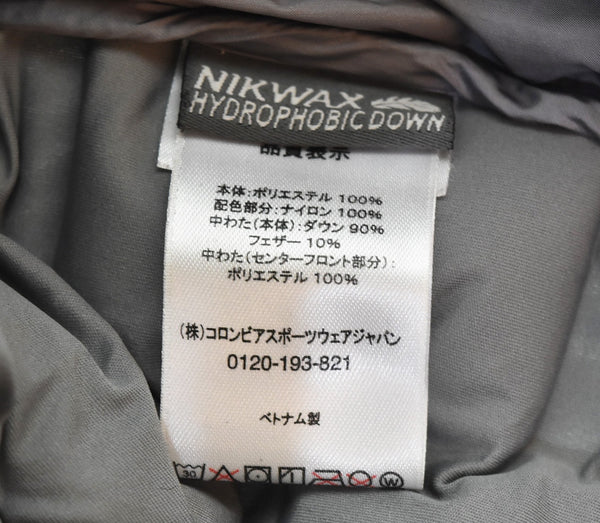 NIKWAX
HYDROPHOBIC DOWN
品質表示
本体:ポリエステル 100%
配色部分:ナイロン 100%
中わた(本体):ダウン 90%
フェザー 10%
中わた(センターフロント部分):
ポリエステル 100%
(株)コロンビアスポーツウェアジャパン
0120-193-821
ベトナム製
30 W